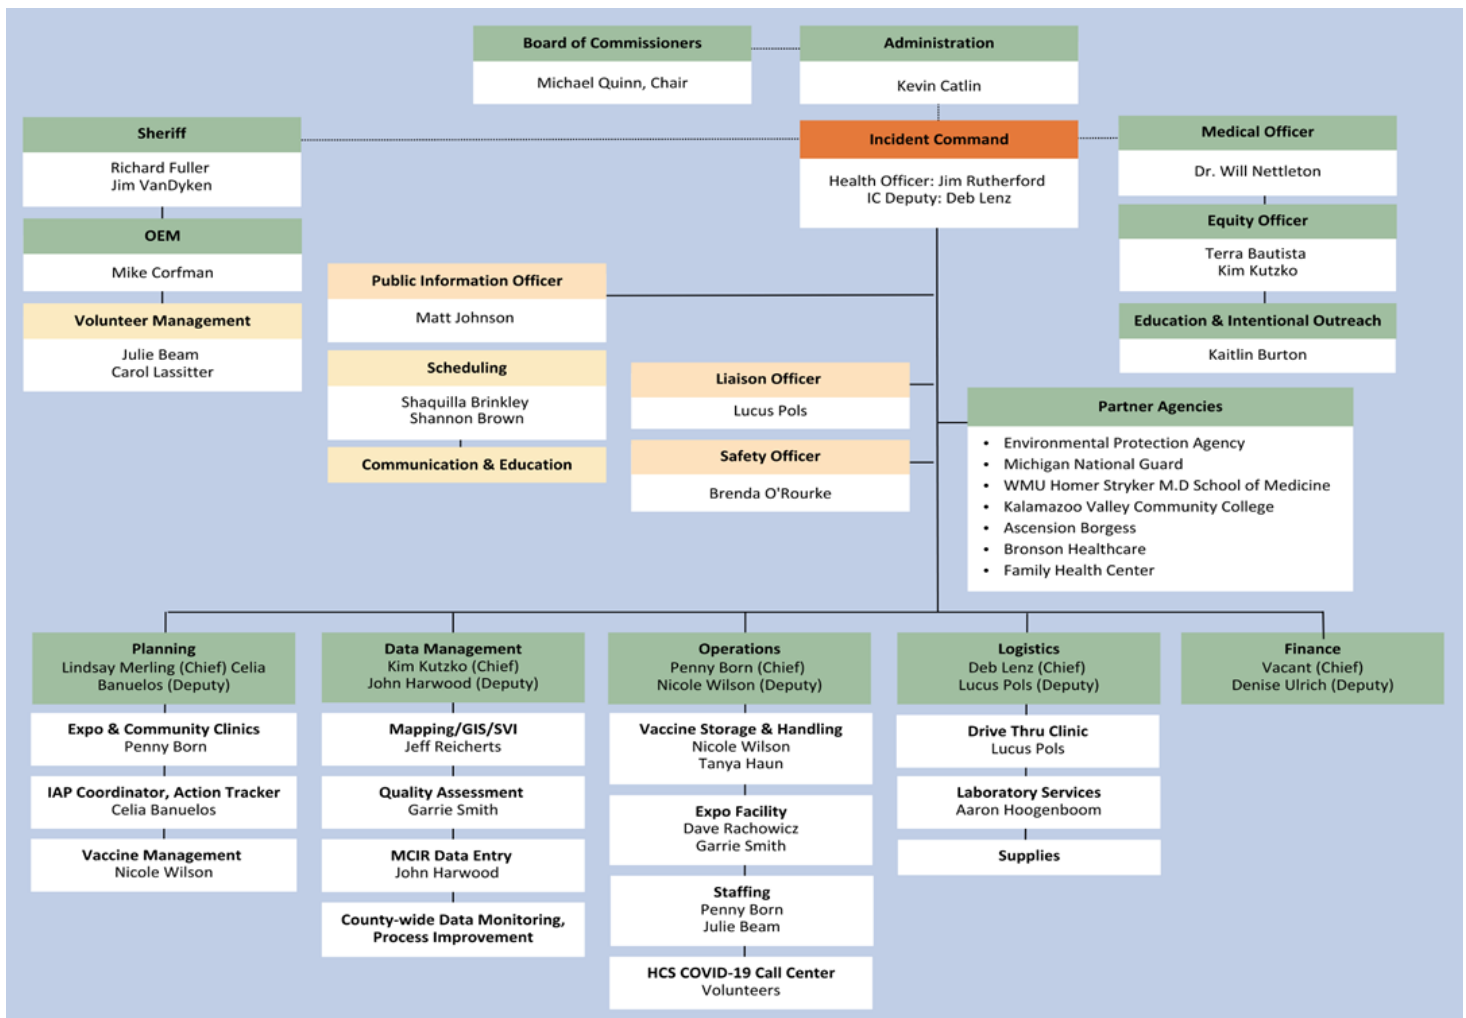 Board of Commissioners
Michael Quinn, Chair
Administration
Kevin Catlin
Sheriff
Richard Fuller
Jim VanDyken
Incident Command
Health Officer: Jim Rutherford
IC Deputy: Deb Lenz
Medical Officer
Dr. Will Nettleton
OEM
Mike Corfman
Equity Officer
Terra Bautista
Kim Kutzko
Volunteer Management
Julie Beam
Carol Lassitter
Public Information Officer
Matt Johnson
Education & Intentional Outreach
Kaitlin Burton
Scheduling
Shaquilla Brinkley
Shannon Brown
Communication & Education
Liaison Officer
Lucus Pols
Safety Officer
Brenda O'Rourke
Partner Agencies
• Environmental Protection Agency
• Michigan National Guard
• WMU Homer Stryker M.D School of Medicine
• Kalamazoo Valley Community College
• Ascension Borgess
• Bronson Healthcare
• Family Health Center
Planning
Lindsay Merling (Chief) Celia
Banuelos (Deputy)
Expo & Community Clinics
Penny Born
IAP Coordinator, Action Tracker
Celia Banuelos
Vaccine Management
Nicole Wilson
Data Management
Kim Kutzko (Chief)
John Harwood (Deputy)
Mapping/GIS/SVI
Jeff Reicherts
Quality Assessment
Garrie Smith
MCIR Data Entry
John Harwood
County-wide Data Monitoring,
Process Improvement
Operations
Penny Born (Chief)
Nicole Wilson (Deputy)
Vaccine Storage & Handling
Nicole Wilson
Tanya Haun
Expo Facility
Dave Rachowicz
Garrie Smith
Staffing
Penny Born
Julie Beam
HCS COVID-19 Call Center
Volunteers
Logistics
Deb Lenz (Chief)
Lucus Pols (Deputy)
Drive Thru Clinic
Lucus Pols
Laboratory Services
Aaron Hoogenboom
Supplies
Finance
Vacant (Chief)
Denise Ulrich (Deputy)